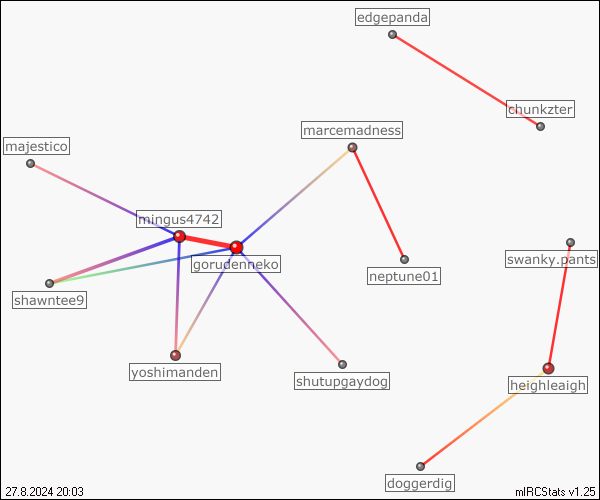 edgepanda
chunkzter
marcemadness
majestico
mingus4742
swanky.pants
gorudenneko
neptune01
shawntee9
yoshimanden
shutupgaydog
heighleaigh
doggerdig
27.8.2024 20:03
mIRCStats v1.25